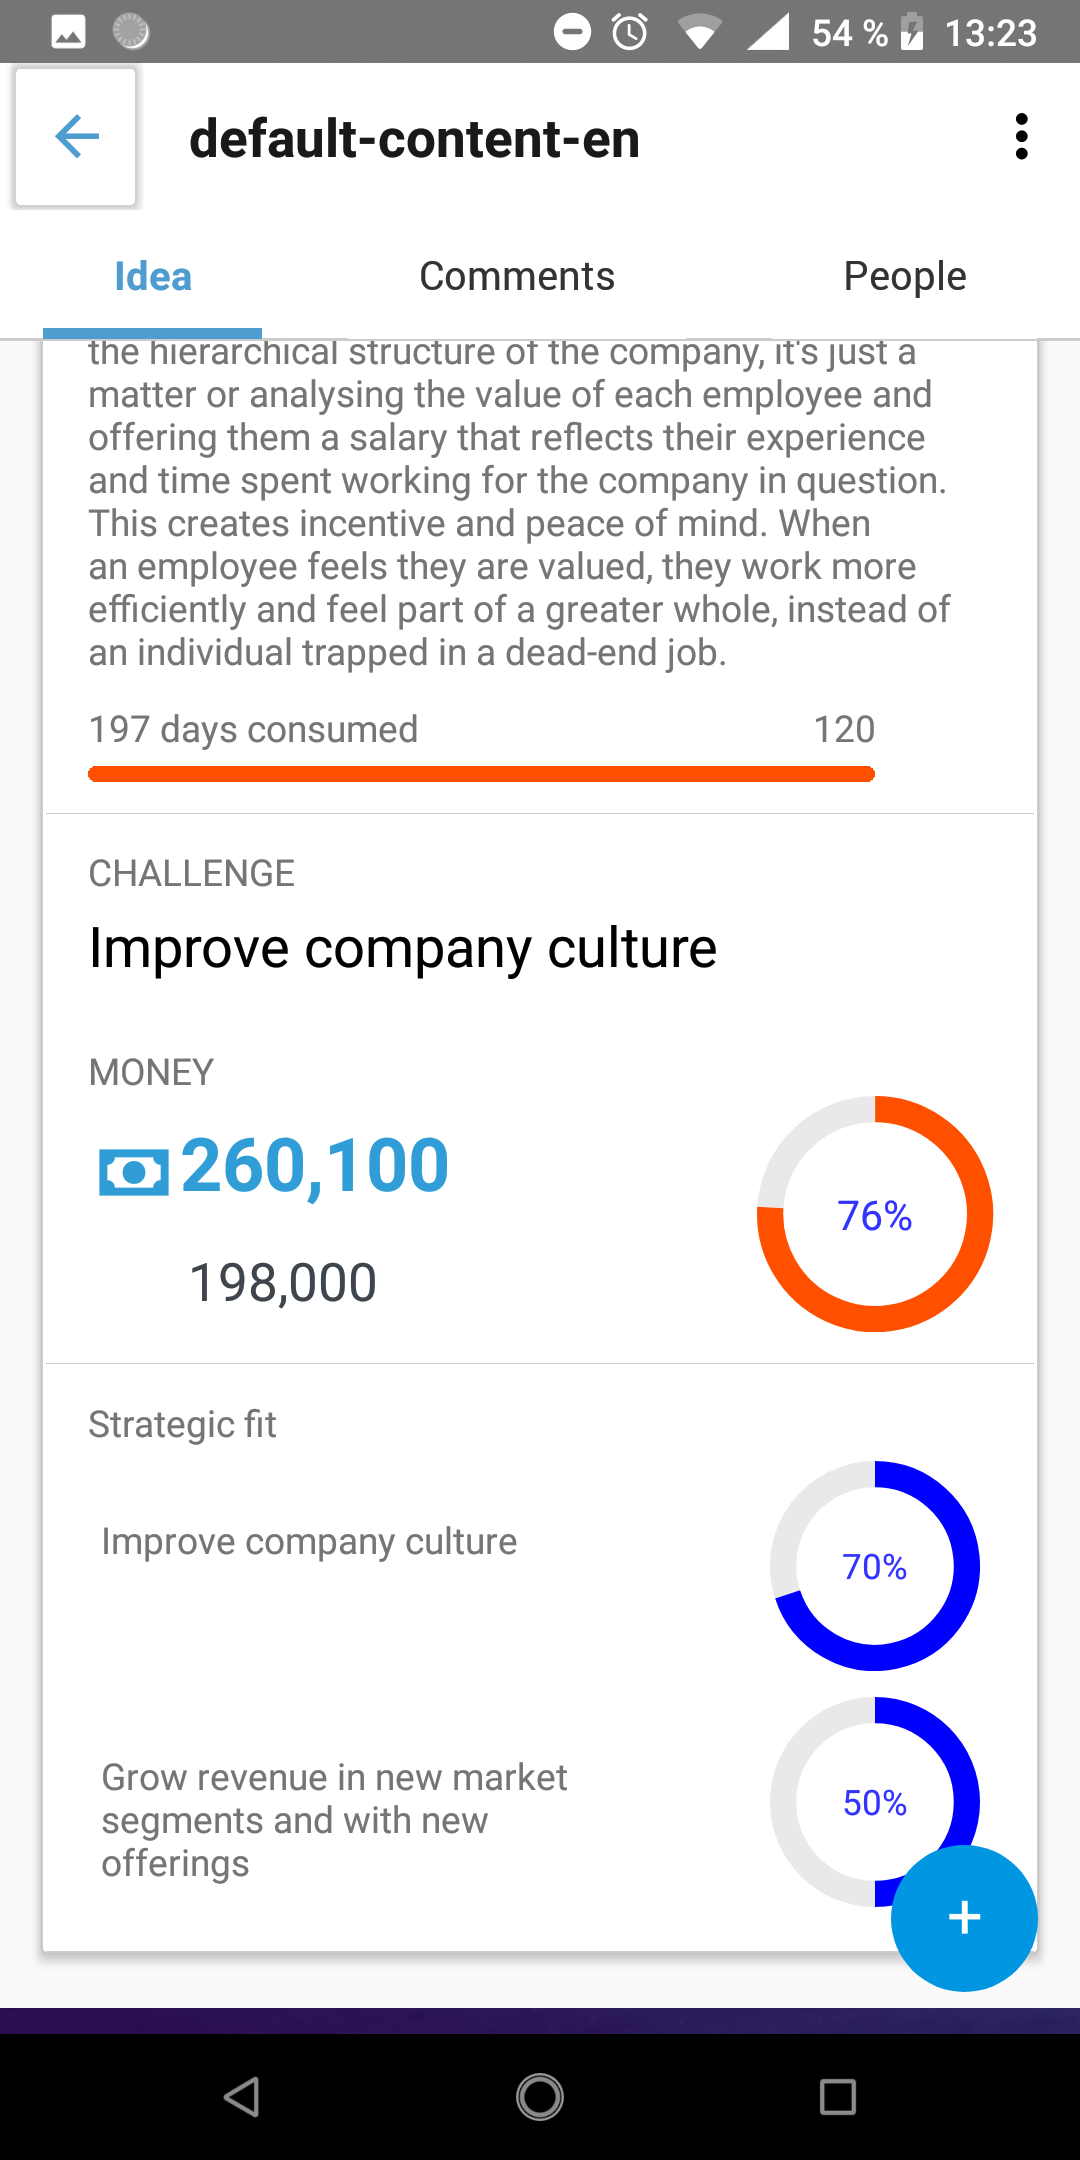 54 % 13:23
default-content-en
Idea Comments People
the hierarchical structure of the company, it's just a
matter or analysing the value of each employee and
offering them a salary that reflects their experience
and time spent working for the company in question.
This creates incentive and peace of mind. When
an employee feels they are valued, they work more
efficiently and feel part of a greater whole, instead of
an individual trapped in a dead-end job.
197 days consumed 120
CHALLENGE
Improve company culture
MONEY
260,100
76%
198,000
Strategic fit
Improve company culture
70%
Grow revenue in new market
segments and with new
offerings
50%
+